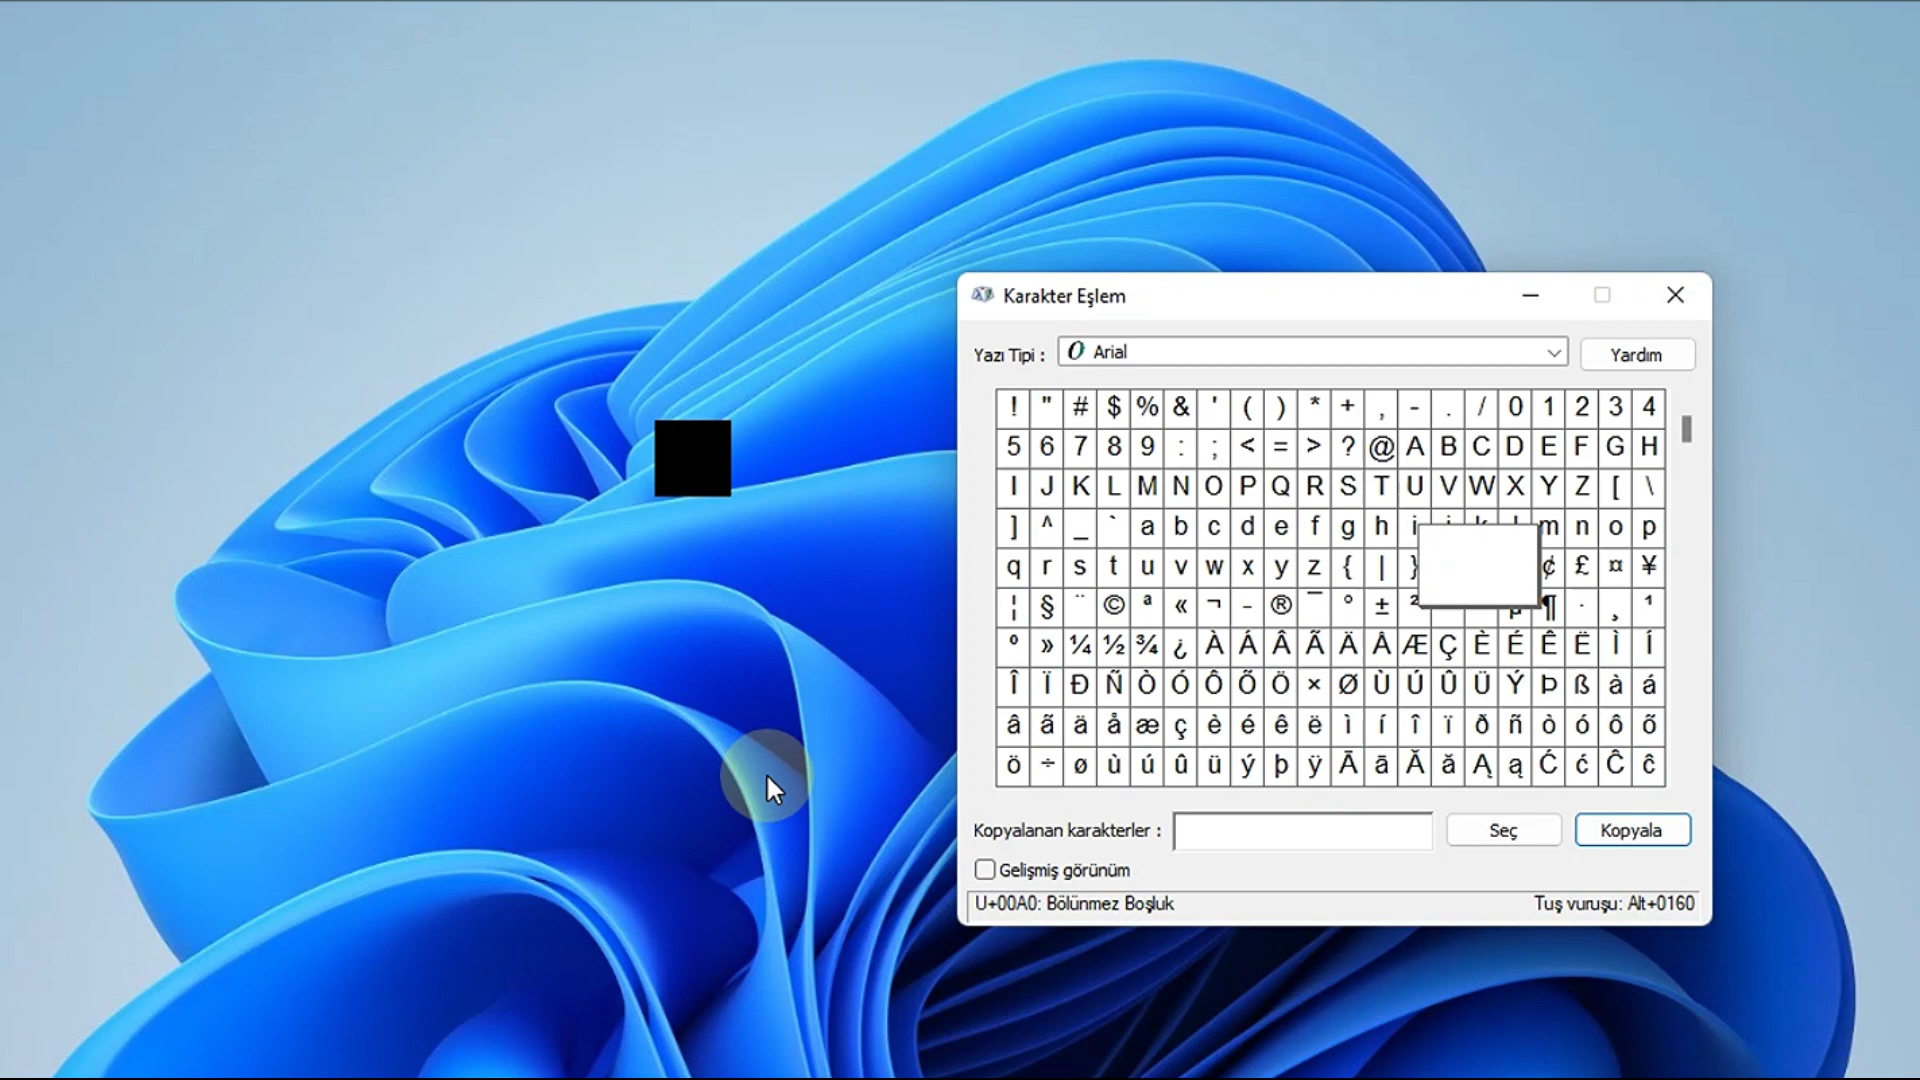 Karakter Eşlem
Yazı Tipi : Arial Yardım
! " # $ % & ' ( ) * + , - . / 0 1 2 3 4
5 6 7 8 9 : ; < = > ? @ A B C D E F G H
I J K L M N O P Q R S T U V W X Y Z [ \
] ^ _ ` a b c d e f g h i j k l m n o p
q r s t u v w x y z { | } ¢ £ ¤ ¥
¦ § ¨ © ª « ¬ - ® ¯ ° ± ² µ ¶ · ¸ ¹
º » ¼ ½ ¾ ¿ À Á Â Ã Ä Å Æ Ç È É Ê Ë Ì Í
Î Ï Ð Ñ Ò Ó Ô Õ Ö × Ø Ù Ú Û Ü Ý Þ ß à á
â ã ä å æ ç è é ê ë ì í î ï ð ñ ò ó ô õ
ö ÷ ø ù ú û ü ý þ ÿ Ā ā Ă ă Ą ą Ć ć Ĉ ĉ
Kopyalanan karakterler : Seç Kopyala
Gelişmiş görünüm
U+00A0: Bölünmez Boşluk Tuş vuruşu: Alt+0160